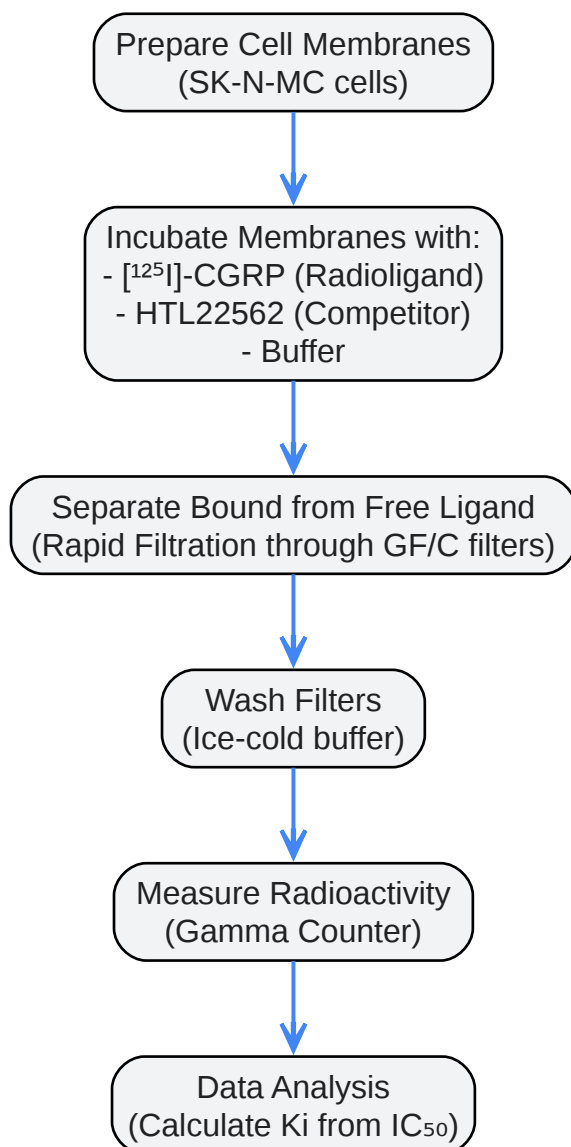 Prepare Cell Membranes
(SK-N-MC cells)
Incubate Membranes with:
- [¹²⁵I]-CGRP (Radioligand)
- HTL22562 (Competitor)
- Buffer
Separate Bound from Free Ligand
(Rapid Filtration through GF/C filters)
Wash Filters
(Ice-cold buffer)
Measure Radioactivity
(Gamma Counter)
Data Analysis
(Calculate Ki from IC₅₀)